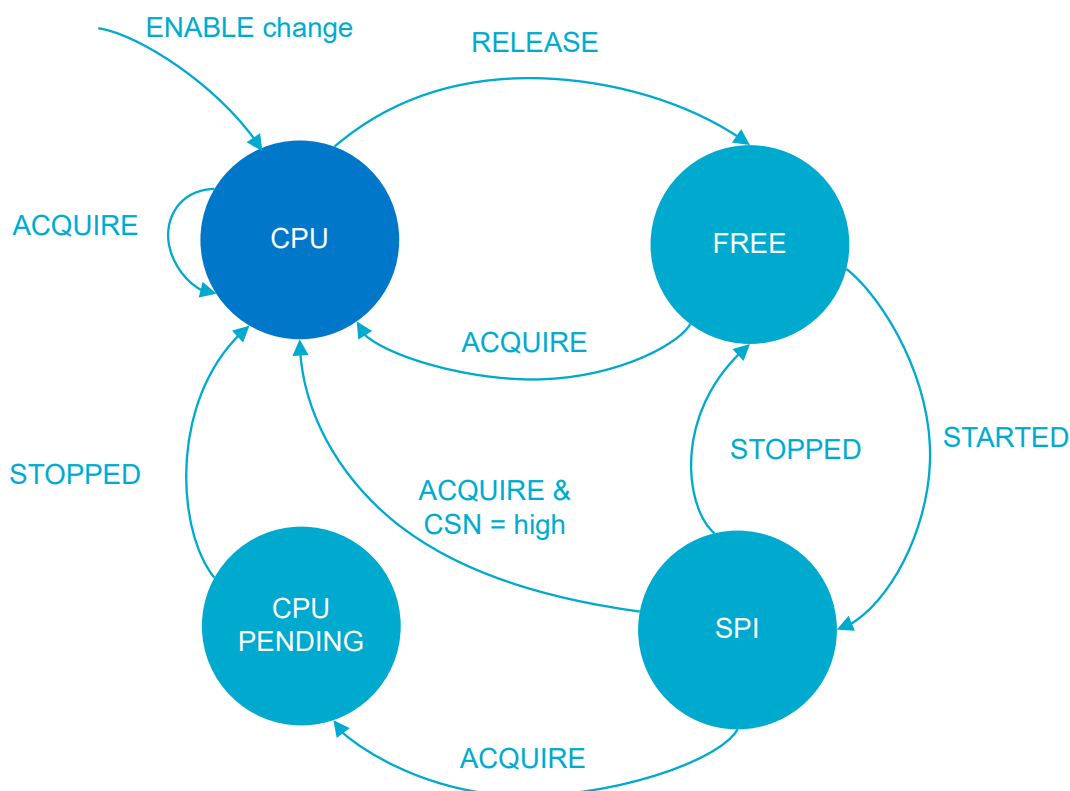 ENABLE change
RELEASE
ACQUIRE
CPU
FREE
ACQUIRE
STOPPED
STOPPED
STARTED
ACQUIRE &
CSN = high
CPU
PENDING
SPI
ACQUIRE